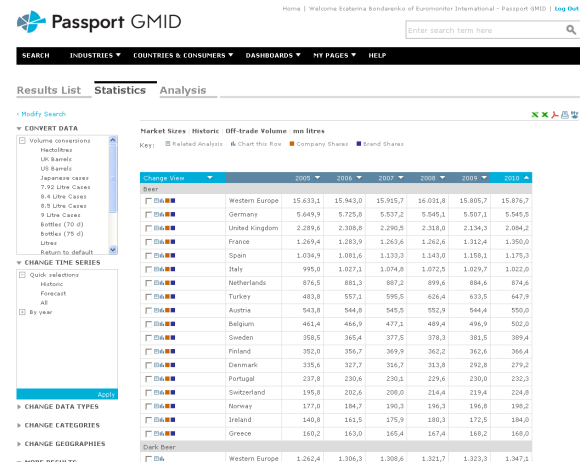 Home | Welcome Ecaterina Bondarenko of Euromonitor International - Passport GMID | Log Out
Passport GMID
Enter search term here
SEARCH INDUSTRIES COUNTRIES & CONSUMERS DASHBOARDS MY PAGES HELP
Results List Statistics Analysis
‹ Modify Search
CONVERT DATA
Volume conversions
Hectolitres
UK Barrels
US Barrels
Japanese cases
7.92 Litre Cases
8.4 Litre Cases
8.5 Litre Cases
9 Litre Cases
Bottles (70 cl)
Bottles (75 cl)
Litres
Return to default
CHANGE TIME SERIES
Quick selections
Historic
Forecast
All
By year
Apply
CHANGE DATA TYPES
CHANGE CATEGORIES
CHANGE GEOGRAPHIES
MORE RESULTS
Market Sizes | Historic | Off-trade Volume | mn litres
Key: Related Analysis Chart this Row Company Shares Brand Shares
Change View 2005 2006 2007 2008 2009 2010
Beer
Western Europe 15.633,1 15.943,0 15.915,7 16.031,8 15.805,7 15.876,7
Germany 5.649,9 5.725,8 5.537,2 5.545,1 5.507,1 5.545,5
United Kingdom 2.289,6 2.308,8 2.290,5 2.318,0 2.134,3 2.084,2
France 1.269,4 1.283,9 1.263,6 1.262,6 1.312,4 1.350,0
Spain 1.034,9 1.081,6 1.133,3 1.143,0 1.158,1 1.175,3
Italy 995,0 1.027,1 1.074,8 1.072,5 1.029,7 1.022,0
Netherlands 876,5 881,3 887,2 899,6 884,6 874,6
Turkey 483,8 557,1 595,5 626,4 633,5 647,9
Austria 543,8 544,8 545,5 552,9 544,4 550,0
Belgium 461,4 466,9 477,1 489,4 496,9 502,0
Sweden 358,5 365,4 377,5 378,3 381,5 389,4
Finland 352,0 356,7 369,9 362,2 362,6 366,4
Denmark 335,6 327,7 316,7 313,8 292,8 279,2
Portugal 237,8 230,6 230,1 229,6 230,0 232,3
Switzerland 195,8 202,6 208,0 214,4 219,4 224,4
Norway 177,0 184,7 190,3 196,3 196,8 198,2
Ireland 140,8 161,5 175,9 180,3 172,5 184,0
Greece 160,2 163,0 165,4 167,4 168,2 168,0
Dark Beer
Western Europe 1.262,4 1.306,3 1.308,6 1.321,7 1.323,3 1.347,1